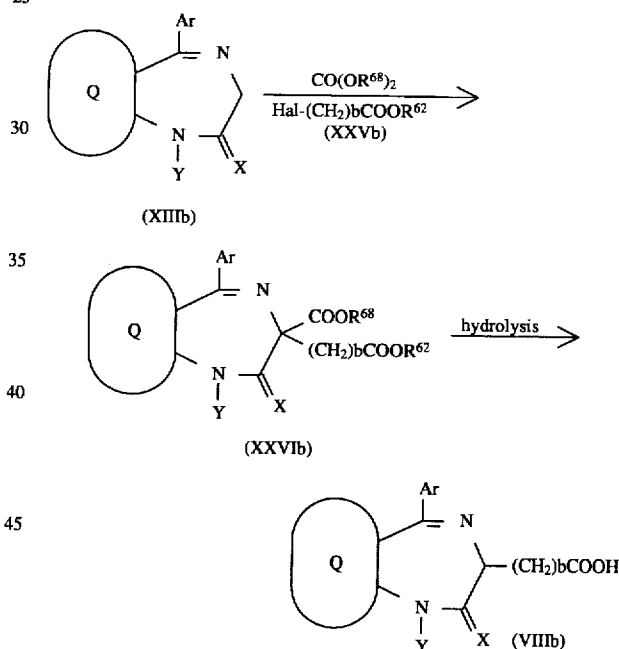 25
Ar
N
Q
CO(OR⁶⁸)₂
Hal-(CH₂)bCOOR⁶²
(XXVb)
30
N
Y
X
(XIIIb)
35
Ar
N
Q
COOR⁶⁸
(CH₂)bCOOR⁶²
hydrolysis
N
40
Y
X
(XXVIb)
Ar
45
N
Q
(CH₂)bCOOH
N
Y
X (VIIIb)